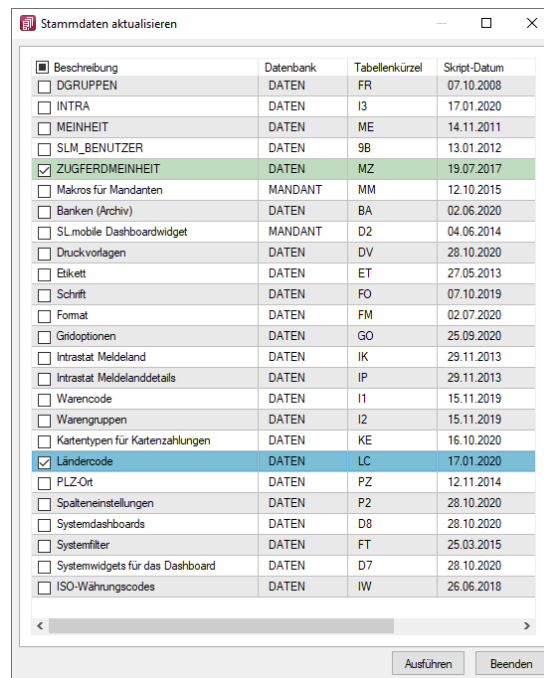 Stammdaten aktualisieren
Beschreibung Datenbank Tabellenkürzel Skript-Datum
DGRUPPEN DATEN FR 07.10.2008
INTRA DATEN I3 17.01.2020
MEINHEIT DATEN ME 14.11.2011
SLM_BENUTZER DATEN 9B 13.01.2012
ZUGFERDMEINHEIT DATEN MZ 19.07.2017
Makros für Mandanten MANDANT MM 12.10.2015
Banken (Archiv) DATEN BA 02.06.2020
SL.mobile Dashboardwidget MANDANT D2 04.06.2014
Druckvorlagen DATEN DV 28.10.2020
Etikett DATEN ET 27.05.2013
Schrift DATEN FO 07.10.2019
Format DATEN FM 02.07.2020
Gridoptionen DATEN GO 25.09.2020
Intrastat Meldeland DATEN IK 29.11.2013
Intrastat Meldelanddetails DATEN IP 29.11.2013
Warencode DATEN I1 15.11.2019
Warengruppen DATEN I2 15.11.2019
Kartentypen für Kartenzahlungen DATEN KE 16.10.2020
Ländercode DATEN LC 17.01.2020
PLZ-Ort DATEN PZ 12.11.2014
Spalteneinstellungen DATEN P2 28.10.2020
Systemdashboards DATEN D8 28.10.2020
Systemfilter DATEN FT 25.03.2015
Systemwidgets für das Dashboard DATEN D7 28.10.2020
ISO-Währungscodes DATEN IW 26.06.2018
Ausführen Beenden